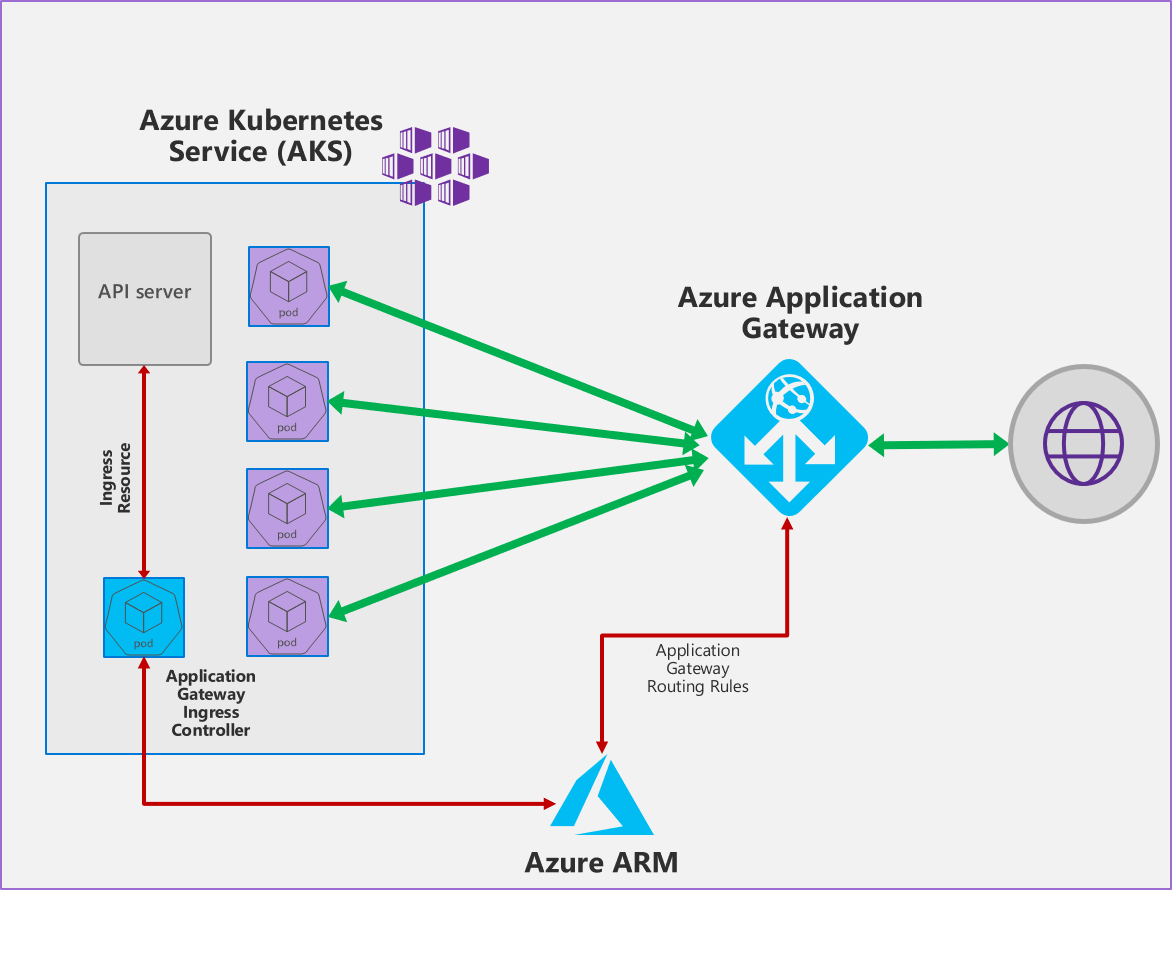 Azure Kubernetes
Service (AKS)
API server
pod
pod
pod
pod
Ingress
Resource
pod
Application
Gateway
Ingress
Controller
Azure Application
Gateway
Application
Gateway
Routing Rules
Azure ARM